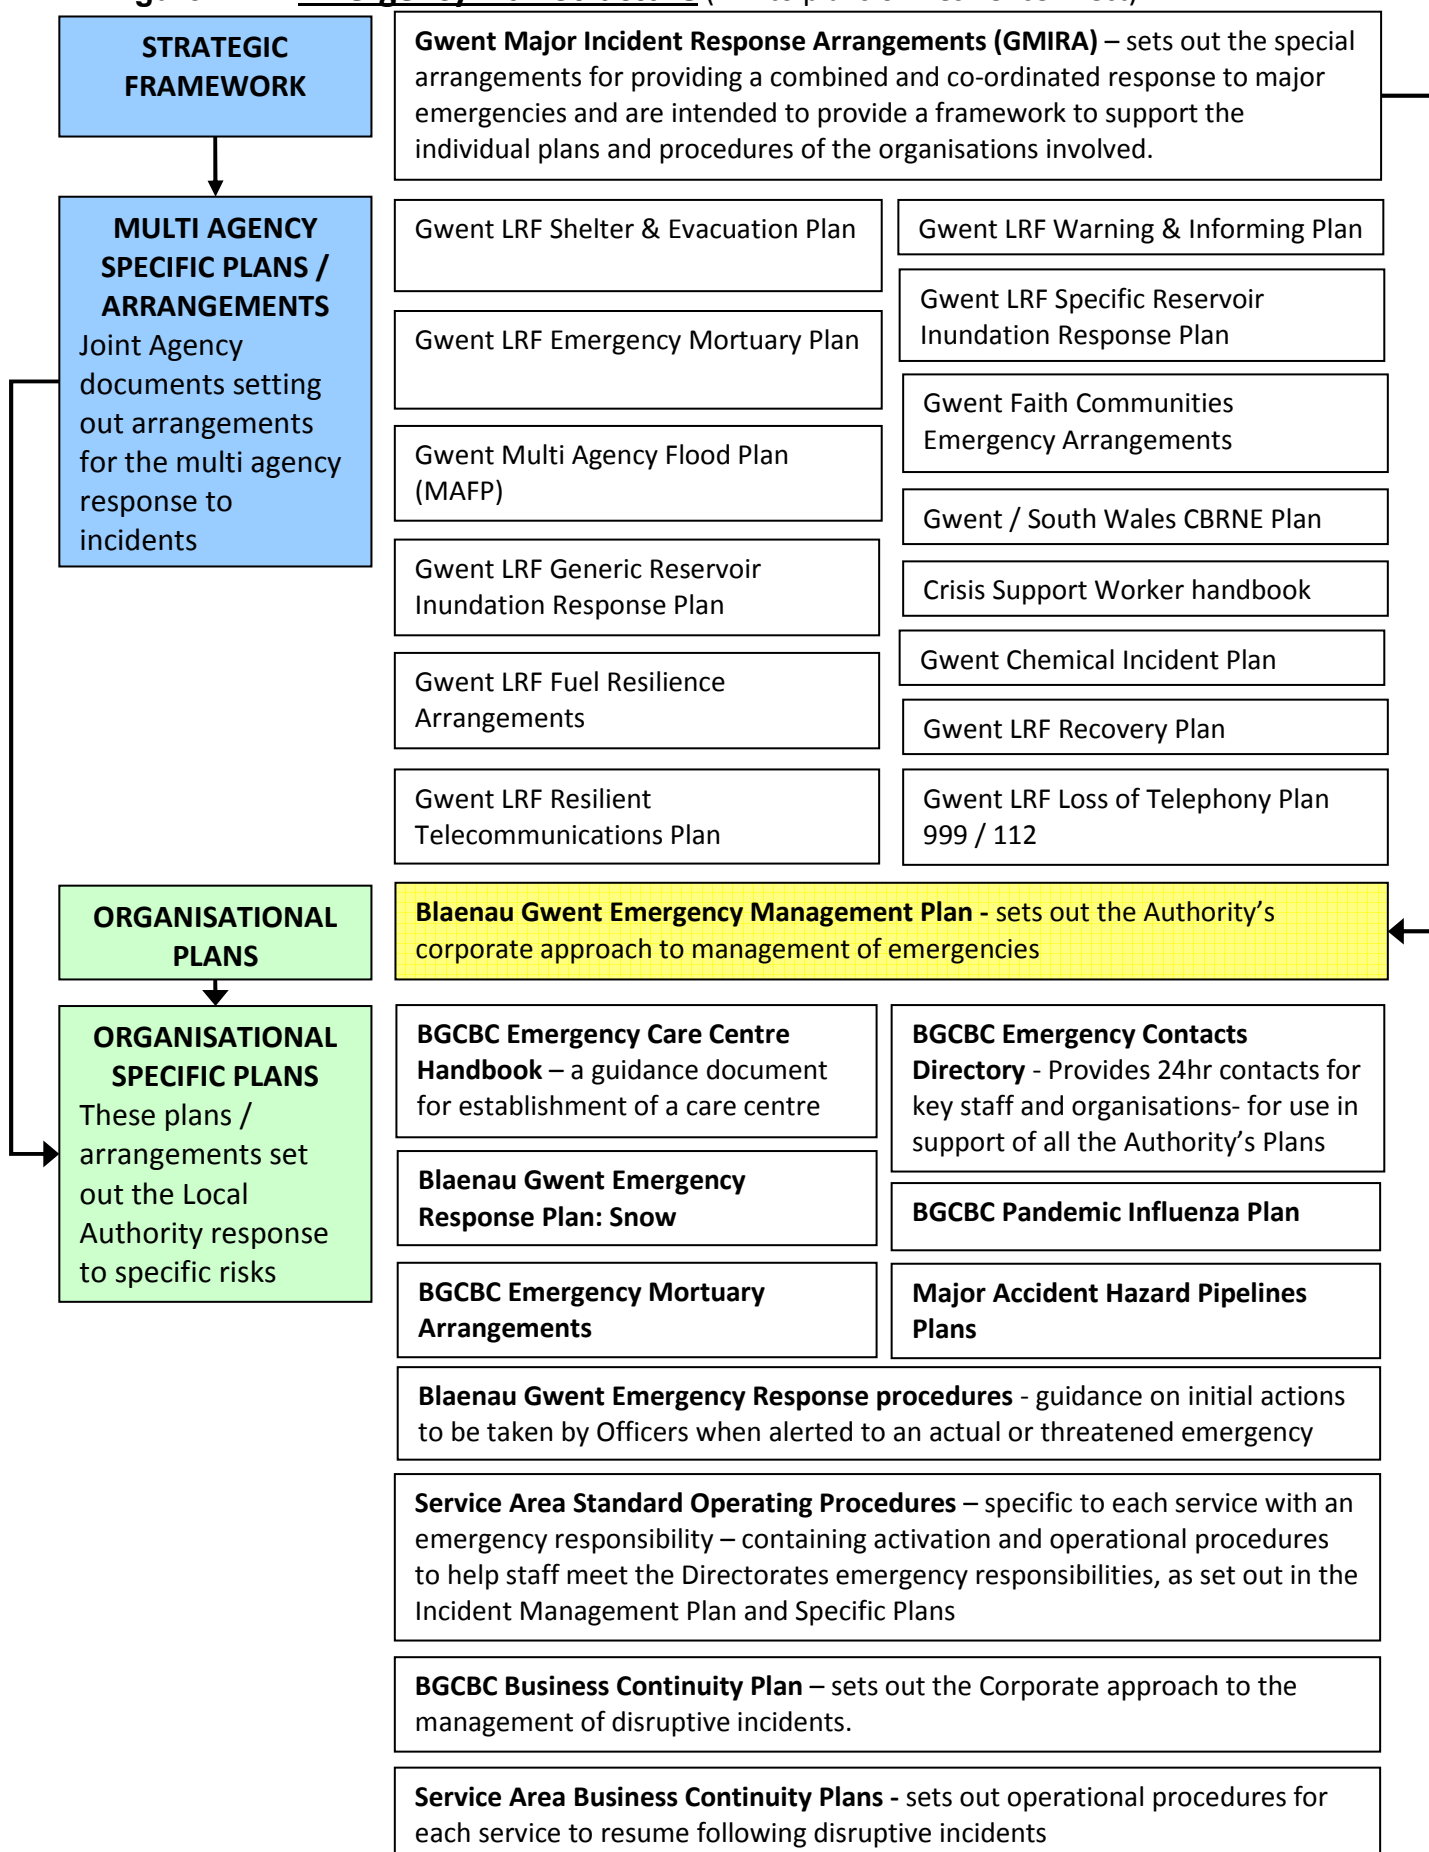 STRATEGIC
FRAMEWORK
Gwent Major Incident Response Arrangements (GMIRA) – sets out the special
arrangements for providing a combined and co-ordinated response to major
emergencies and are intended to provide a framework to support the
individual plans and procedures of the organisations involved.
MULTI AGENCY
SPECIFIC PLANS /
ARRANGEMENTS
Joint Agency
documents setting
out arrangements
for the multi agency
response to
incidents
Gwent LRF Shelter & Evacuation Plan
Gwent LRF Emergency Mortuary Plan
Gwent Multi Agency Flood Plan
(MAFP)
Gwent LRF Generic Reservoir
Inundation Response Plan
Gwent LRF Fuel Resilience
Arrangements
Gwent LRF Resilient
Telecommunications Plan
Gwent LRF Warning & Informing Plan
Gwent LRF Specific Reservoir
Inundation Response Plan
Gwent Faith Communities
Emergency Arrangements
Gwent / South Wales CBRNE Plan
Crisis Support Worker handbook
Gwent Chemical Incident Plan
Gwent LRF Recovery Plan
Gwent LRF Loss of Telephony Plan
999 / 112
ORGANISATIONAL
PLANS
Blaenau Gwent Emergency Management Plan - sets out the Authority’s
corporate approach to management of emergencies
ORGANISATIONAL
SPECIFIC PLANS
These plans /
arrangements set
out the Local
Authority response
to specific risks
BGCBC Emergency Care Centre
Handbook – a guidance document
for establishment of a care centre
Blaenau Gwent Emergency
Response Plan: Snow
BGCBC Emergency Mortuary
Arrangements
BGCBC Emergency Contacts
Directory - Provides 24hr contacts for
key staff and organisations- for use in
support of all the Authority’s Plans
BGCBC Pandemic Influenza Plan
Major Accident Hazard Pipelines
Plans
Blaenau Gwent Emergency Response procedures - guidance on initial actions
to be taken by Officers when alerted to an actual or threatened emergency
Service Area Standard Operating Procedures – specific to each service with an
emergency responsibility – containing activation and operational procedures
to help staff meet the Directorates emergency responsibilities, as set out in the
Incident Management Plan and Specific Plans
BGCBC Business Continuity Plan – sets out the Corporate approach to the
management of disruptive incidents.
Service Area Business Continuity Plans - sets out operational procedures for
each service to resume following disruptive incidents